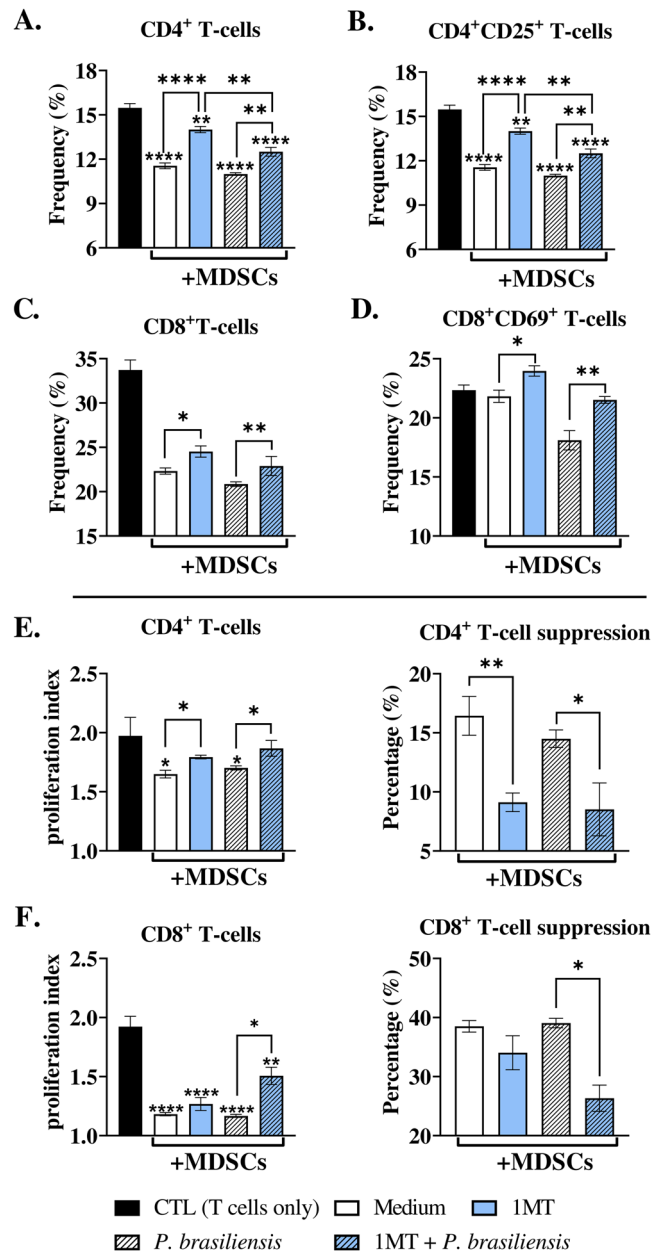 A.
CD4+ T-cells
Frequency (%)
18
15
12
9
6
****
**
****
**
**
****
****
+MDSCs
B.
CD4+CD25+ T-cells
Frequency (%)
18
15
12
9
6
****
**
****
**
**
****
****
+MDSCs
C.
CD8+T-cells
Frequency (%)
35
30
25
20
15
*
**
+MDSCs
D.
CD8+CD69+ T-cells
Frequency (%)
25
20
15
10
*
**
+MDSCs
E.
CD4+ T-cells
proliferation index
2.5
2.0
1.5
1.0
*
*
*
*
+MDSCs
CD4+ T-cell suppression
Percentage (%)
20
15
10
5
**
*
+MDSCs
F.
CD8+ T-cells
proliferation index
2.5
2.0
1.5
1.0
****
****
****
*
**
+MDSCs
CD8+ T-cell suppression
Percentage (%)
50
40
30
20
*
+MDSCs
CTL (T cells only) Medium 1MT
P. brasiliensis 1MT + P. brasiliensis